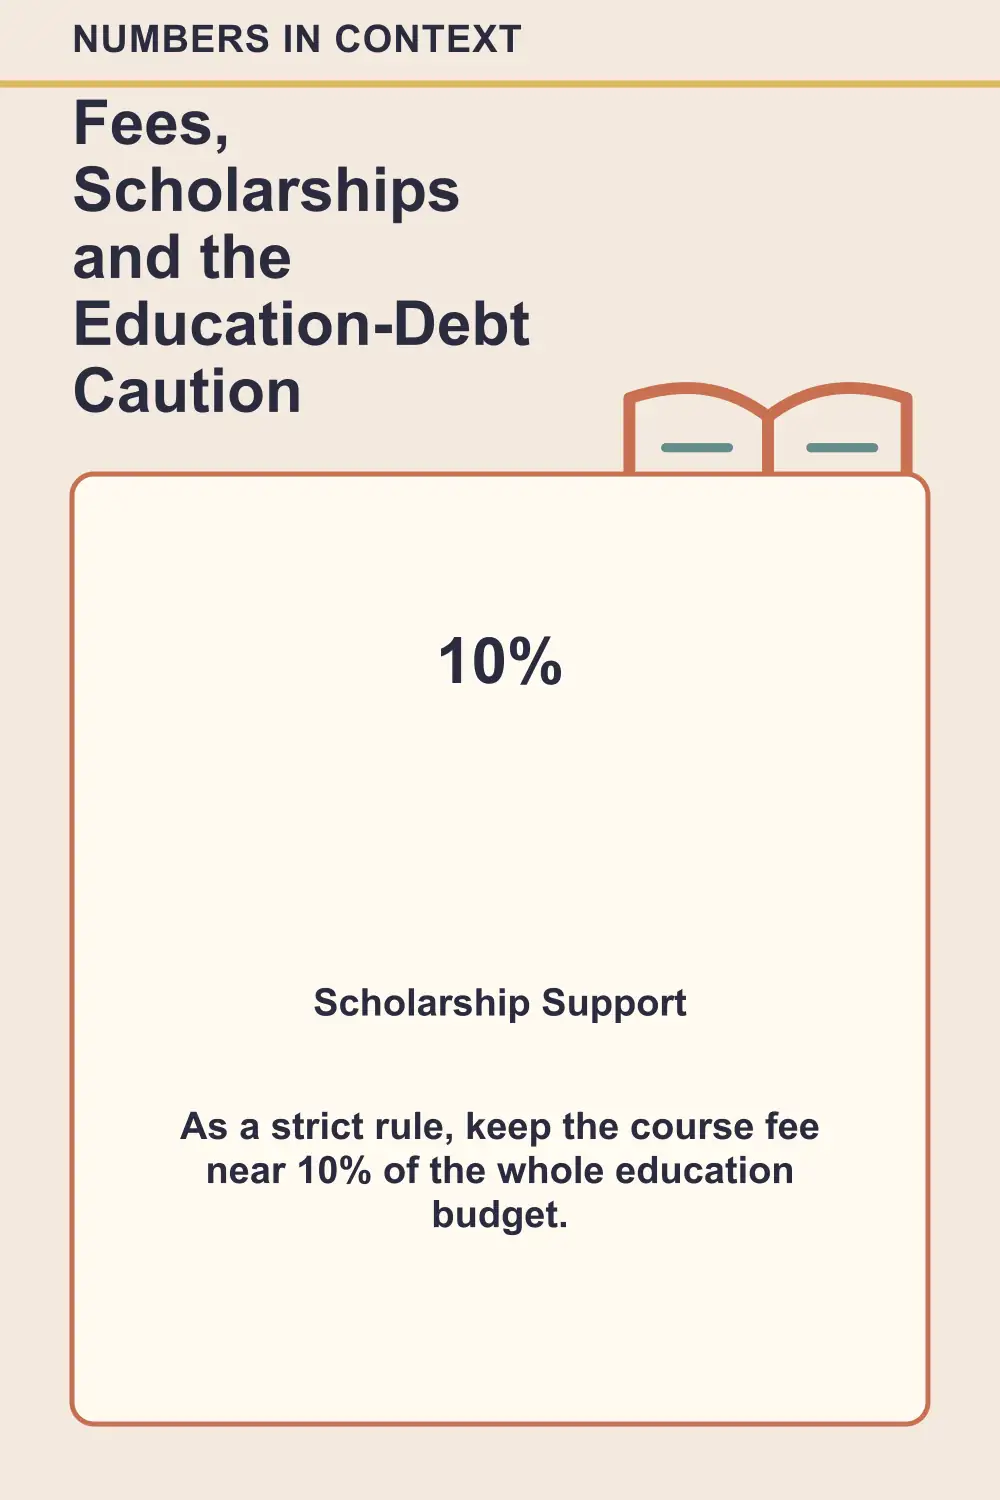 NUMBERS IN CONTEXT
Fees,
Scholarships
and the
Education-Debt
Caution
10%
Scholarship Support
As a strict rule, keep the course fee
near 10% of the whole education
budget.